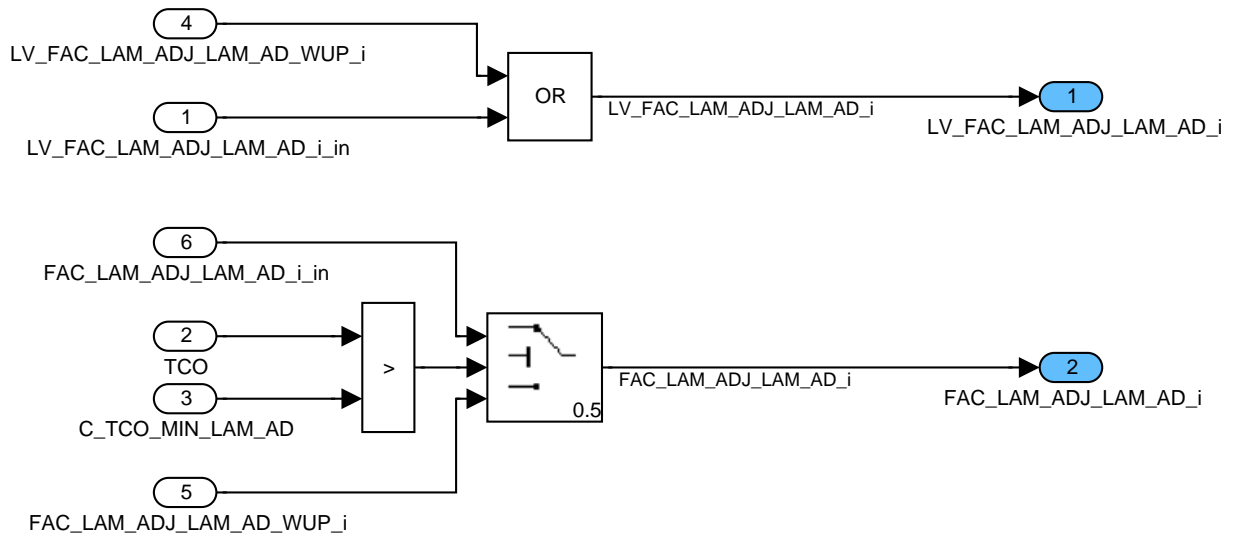 4
LV_FAC_LAM_ADJ_LAM_AD_WUP_i
OR
LV_FAC_LAM_ADJ_LAM_AD_i
1
LV_FAC_LAM_ADJ_LAM_AD_i
1
LV_FAC_LAM_ADJ_LAM_AD_i_in
6
FAC_LAM_ADJ_LAM_AD_i_in
2
TCO
>
3
C_TCO_MIN_LAM_AD
0.5
FAC_LAM_ADJ_LAM_AD_i
2
FAC_LAM_ADJ_LAM_AD_i
5
FAC_LAM_ADJ_LAM_AD_WUP_i